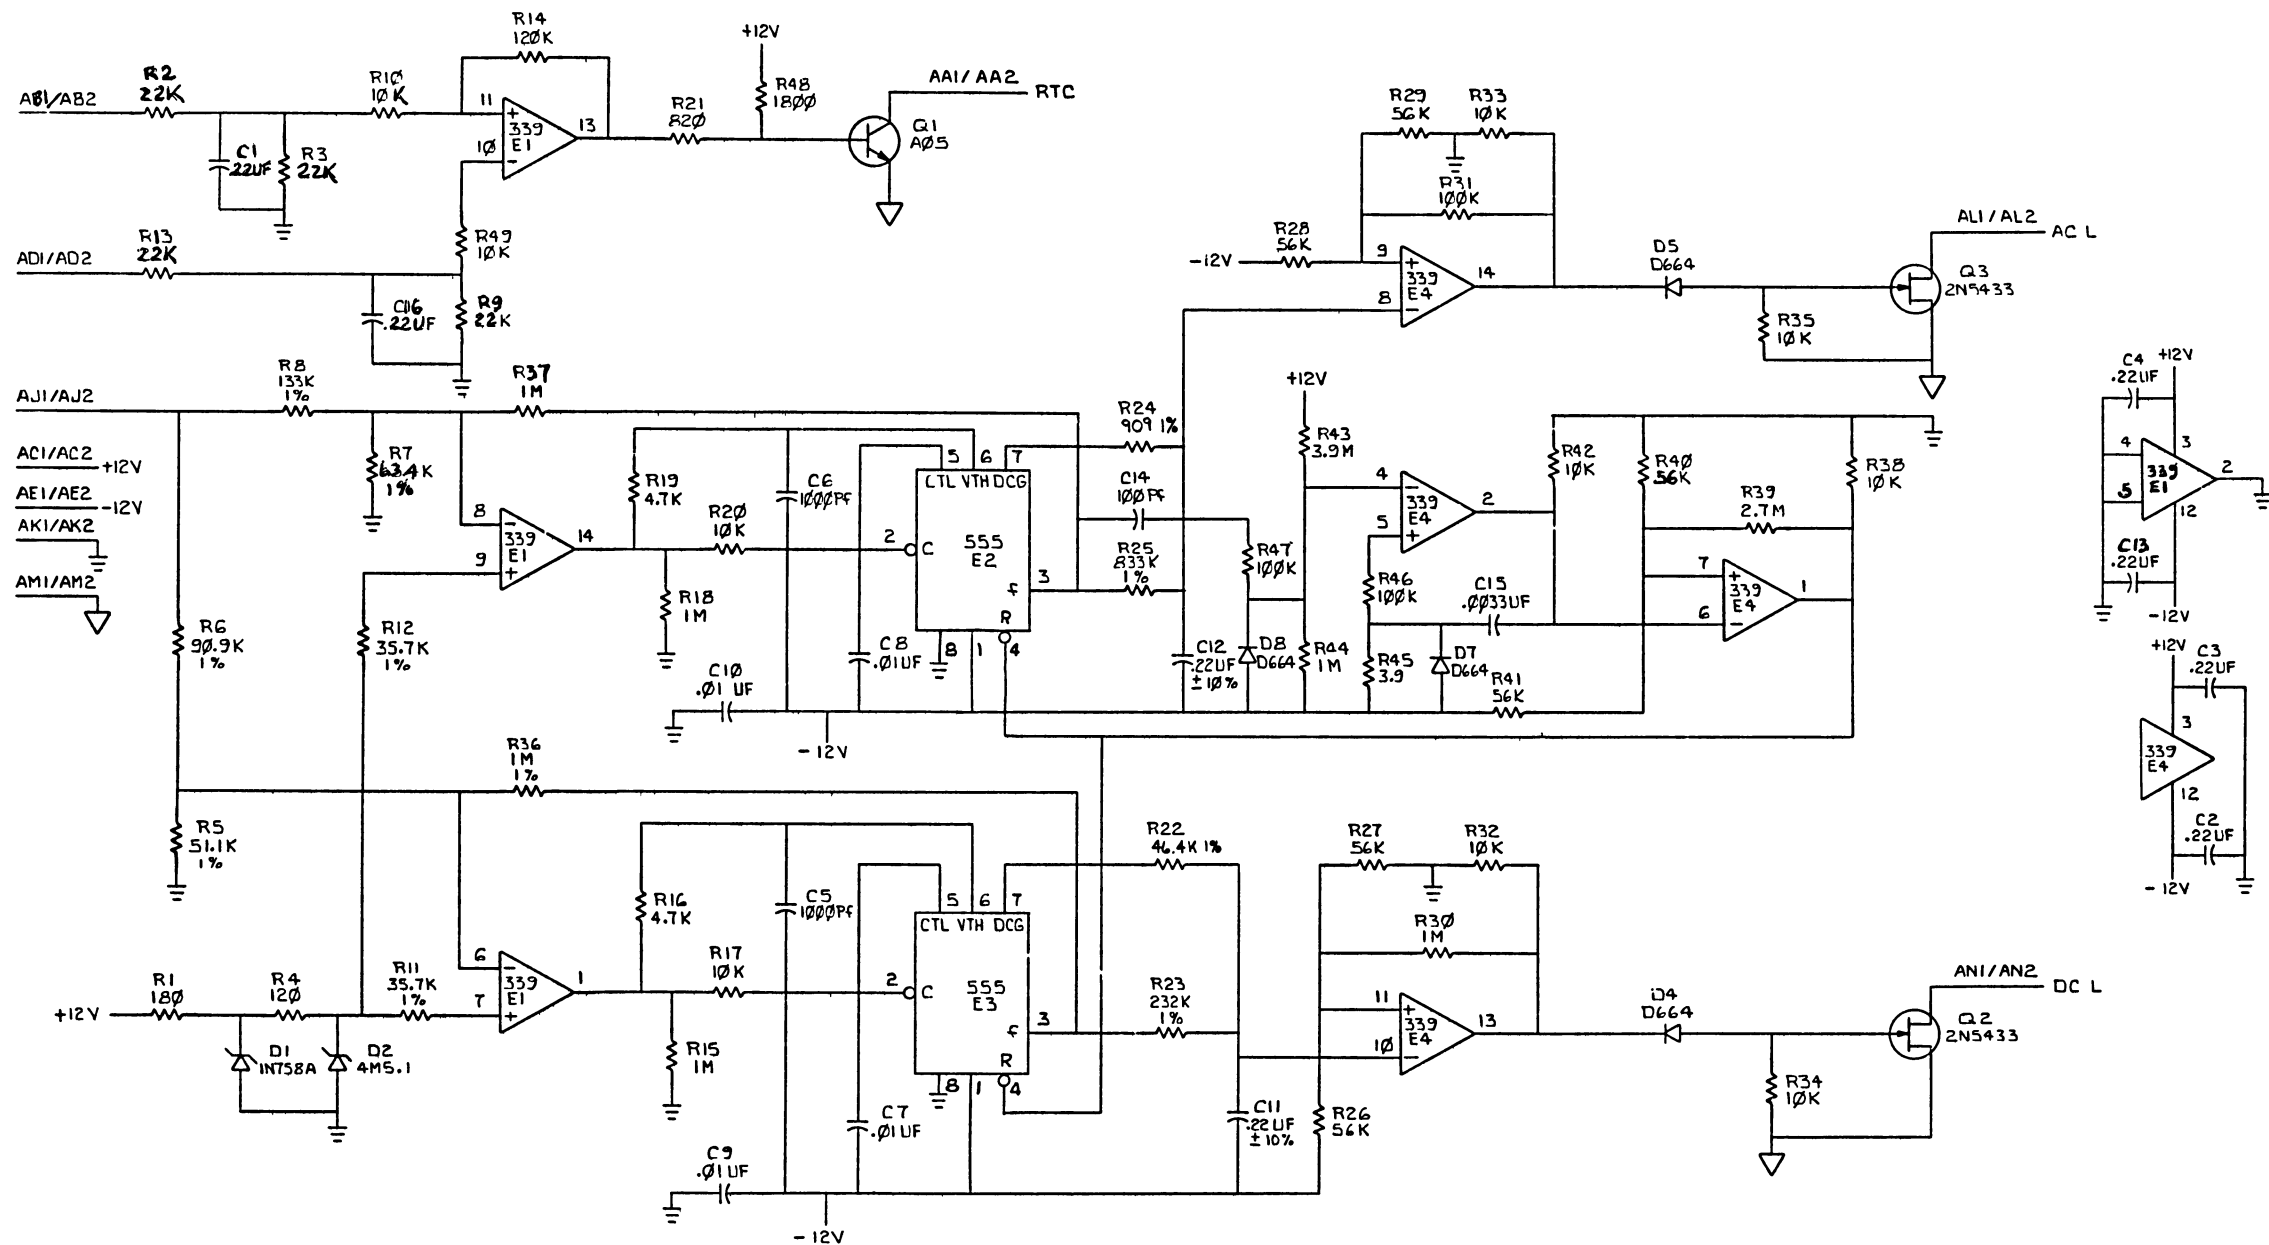 R14
120K
+12V
R2
22K
R10
10K
R48
1800
AA1/AA2
RTC
AB1/AB2
11
+
339
E1
13
10
-
R21
820
Q1
A05
C1
.22UF
R3
22K
R29
56K
R33
10K
R31
100K
R13
22K
R49
10K
AD1/AD2
C16
.22UF
R9
22K
R28
56K
-12V
9
+
339
E4
14
8
-
D5
D664
AL1/AL2
AC L
Q3
2N5433
R35
10K
R8
133K
1%
R37
1M
AJ1/AJ2
AC1/AC2
+12V
AE1/AE2
-12V
AK1/AK2
AM1/AM2
R7
63.4K
1%
R19
4.7K
C6
1000Pf
5
6
7
CTL VTH DCG
R24
909 1%
C14
100Pf
+12V
R43
3.9M
4
-
339
E4
2
5
+
R42
10K
R40
56K
R39
2.7M
R38
10K
C4
.22UF
+12V
4
3
339
E1
2
5
12
C13
.22UF
-12V
8
-
339
E1
14
9
+
R20
10K
2
C
555
E2
3
f
R
8
1
4
R25
833K
1%
R47
100K
R46
100K
C15
.0033UF
7
+
339
E4
1
6
-
R18
1M
R6
90.9K
1%
R12
35.7K
1%
C10
.01 UF
C8
.01UF
C12
.22UF
±10%
D8
D664
R44
1M
R45
3.9
D7
D664
R41
56K
-12V
+12V
C3
.22UF
3
339
E4
12
C2
.22UF
-12V
R36
1M
1%
R5
51.1K
1%
R16
4.7K
C5
1000Pf
5
6
7
CTL VTH DCG
R22
46.4K 1%
R27
56K
R32
10K
R30
1M
R1
180
+12V
R4
120
R11
35.7K
1%
6
-
339
E1
1
7
+
R17
10K
2
C
555
E3
3
f
R
8
1
4
R23
232K
1%
11
+
339
E4
13
10
-
D4
D664
AN1/AN2
DC L
Q2
2N5433
D1
1N758A
D2
4M5.1
R15
1M
C7
.01UF
C11
.22UF
±10%
R26
56K
R34
10K
C9
.01UF
-12V